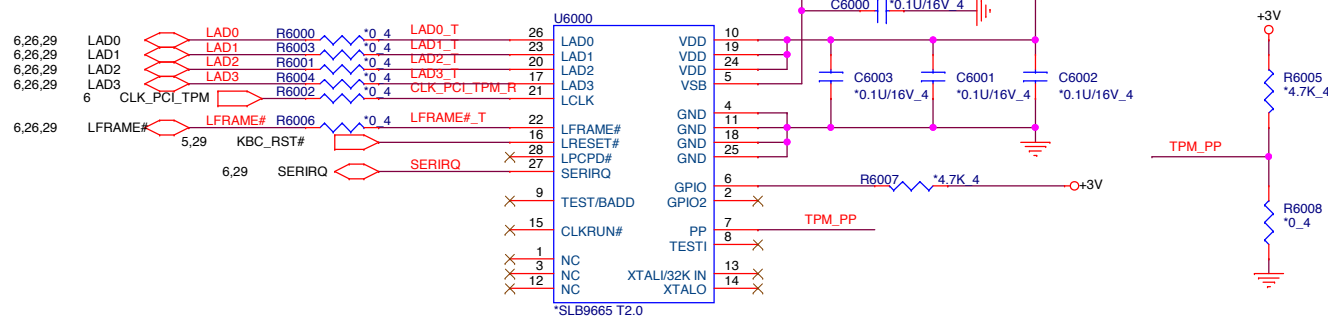 C6000 *0.1U/16V_4
U6000
+3V
6,26,29 LAD0 LAD0 R6000 *0_4 LAD0_T 26 LAD0 VDD 10
6,26,29 LAD1 LAD1 R6003 *0_4 LAD1_T 23 LAD1 VDD 19
6,26,29 LAD2 LAD2 R6001 *0_4 LAD2_T 20 LAD2 VDD 24
6,26,29 LAD3 LAD3 R6004 *0_4 LAD3_T 17 LAD3 VSB 5
6 CLK_PCI_TPM R6002 *0_4 CLK_PCI_TPM_R 21 LCLK
C6003 *0.1U/16V_4
C6001 *0.1U/16V_4
C6002 *0.1U/16V_4
R6005 *4.7K_4
GND 4
6,26,29 LFRAME# LFRAME# R6006 *0_4 LFRAME#_T 22 LFRAME# GND 11
5,29 KBC_RST# 16 LRESET# GND 18
28 LPCPD# GND 25
6,29 SERIRQ SERIRQ 27 SERIRQ
TPM_PP
GPIO 6 R6007 *4.7K_4 +3V
9 TEST/BADD GPIO2 2
R6008 *0_4
15 CLKRUN# PP 7 TPM_PP
TESTI 8
1 NC
3 NC XTALI/32K IN 13
12 NC XTALO 14
*SLB9665 T2.0